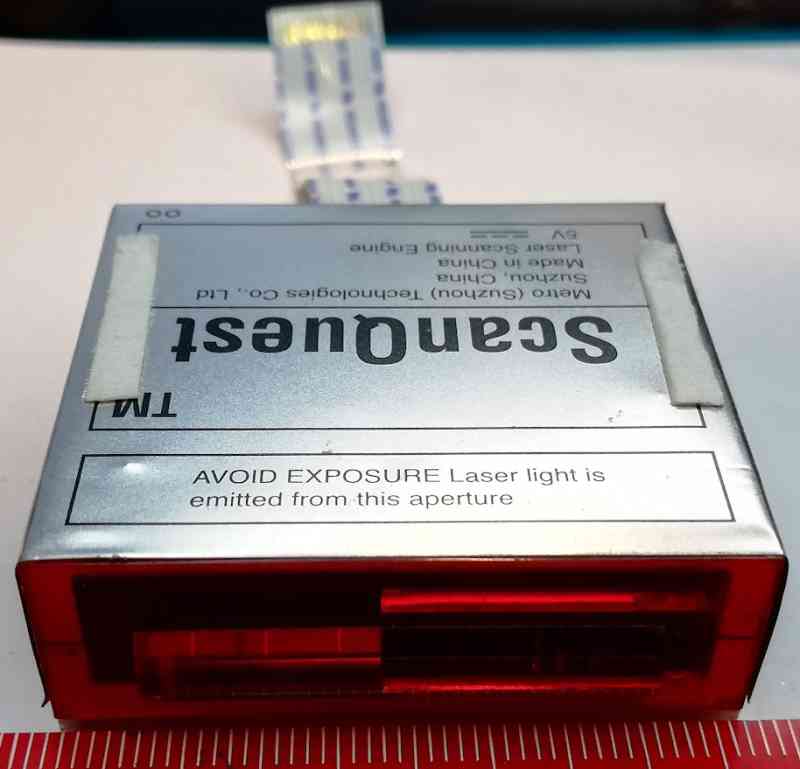 ScanQuest
TM
Metro (Suzhou) Technologies Co., Ltd
Suzhou, China
Made in China
Laser Scanning Engine
5V
AVOID EXPOSURE Laser light is
emitted from this aperture